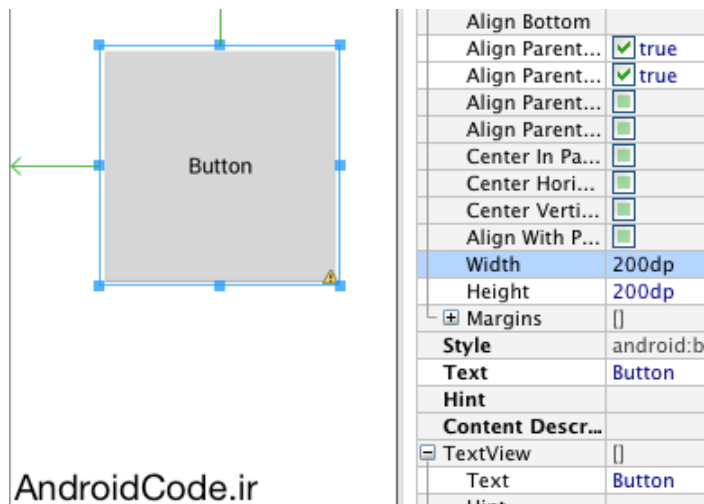 Button
AndroidCode.ir
Align Bottom
Align Parent... true
Align Parent... true
Align Parent...
Align Parent...
Center In Pa...
Center Hori...
Center Verti...
Align With P...
Width 200dp
Height 200dp
Margins []
Style android:b
Text Button
Hint
Content Descr...
TextView []
Text Button
Hint